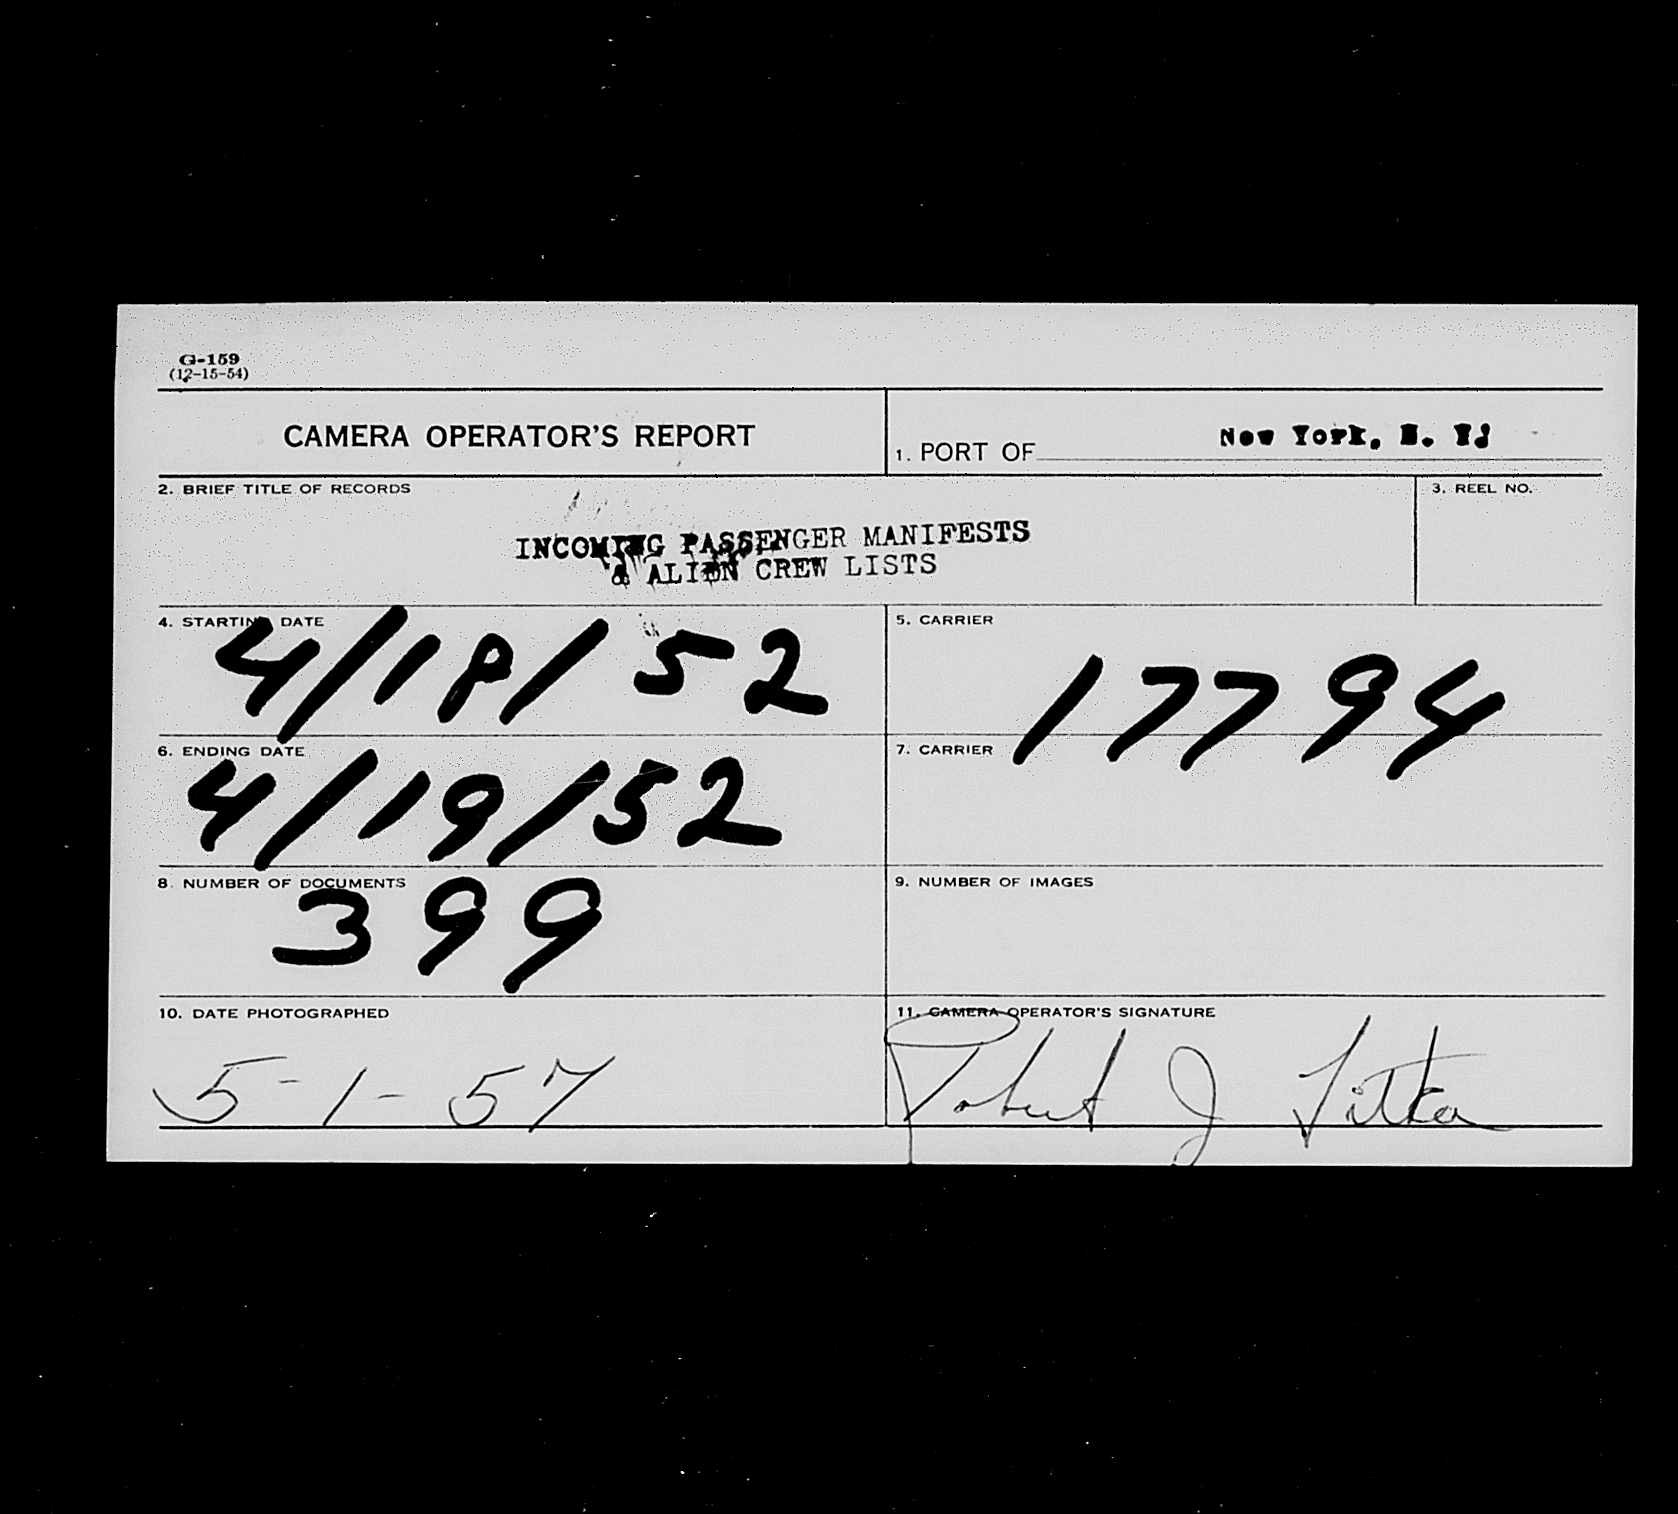 G-159
(12-15-54)
CAMERA OPERATOR'S REPORT
1. PORT OF New York, N. Y.
2. BRIEF TITLE OF RECORDS
3. REEL NO.
INCOMING PASSENGER MANIFESTS
& ALIEN CREW LISTS
4. STARTING DATE
4/18/52
5. CARRIER
17794
6. ENDING DATE
4/19/52
7. CARRIER
8. NUMBER OF DOCUMENTS
399
9. NUMBER OF IMAGES
10. DATE PHOTOGRAPHED
5-1-57
11. CAMERA OPERATOR'S SIGNATURE
Robert J